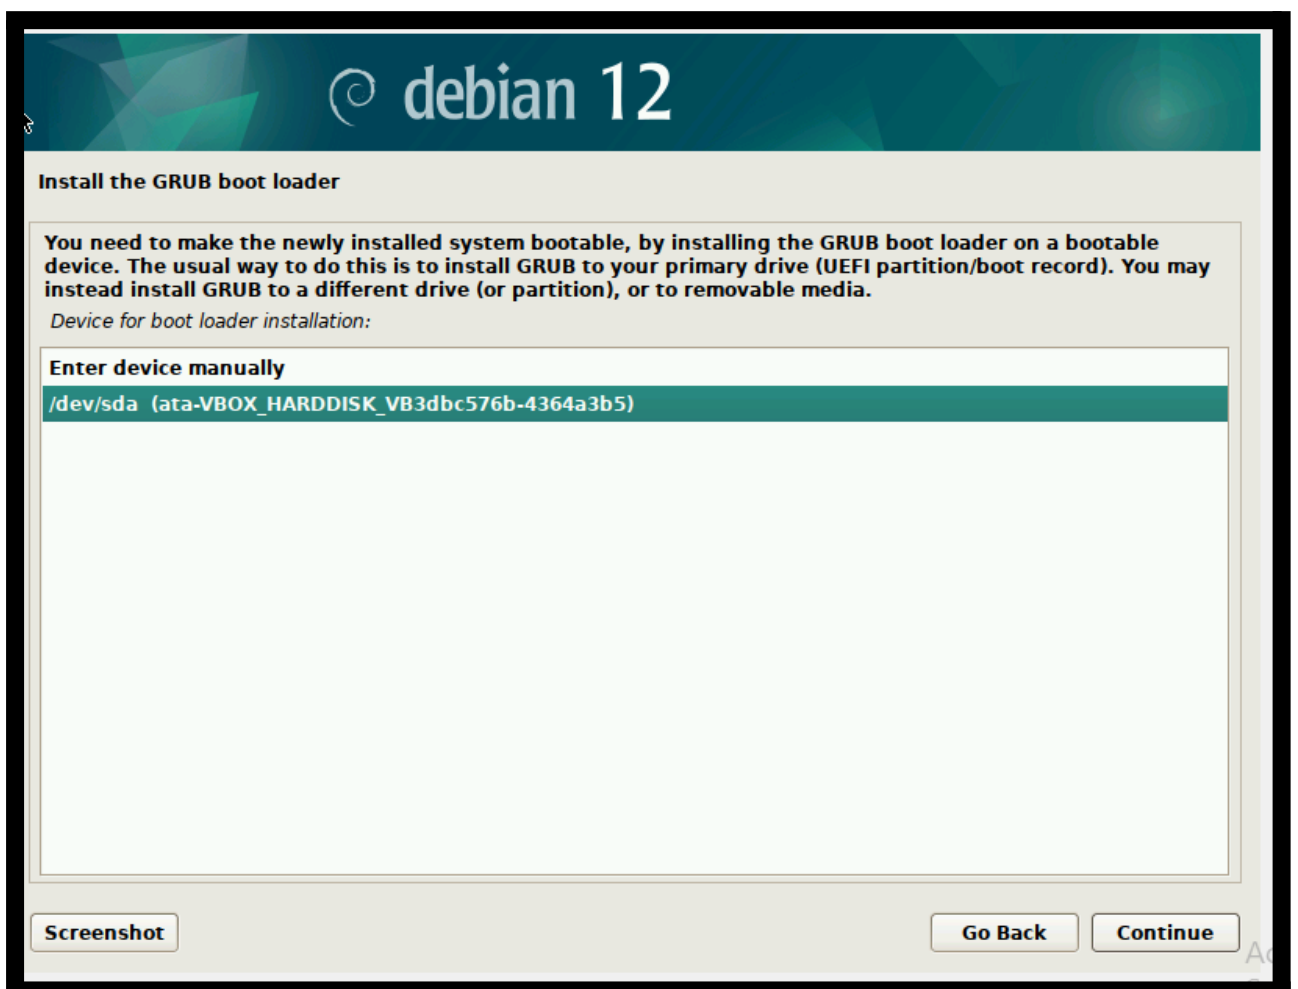 debian 12
Install the GRUB boot loader
You need to make the newly installed system bootable, by installing the GRUB boot loader on a bootable
device. The usual way to do this is to install GRUB to your primary drive (UEFI partition/boot record). You may
instead install GRUB to a different drive (or partition), or to removable media.
Device for boot loader installation:
Enter device manually
/dev/sda (ata-VBOX_HARDDISK_VB3dbc576b-4364a3b5)
Screenshot
Go Back
Continue